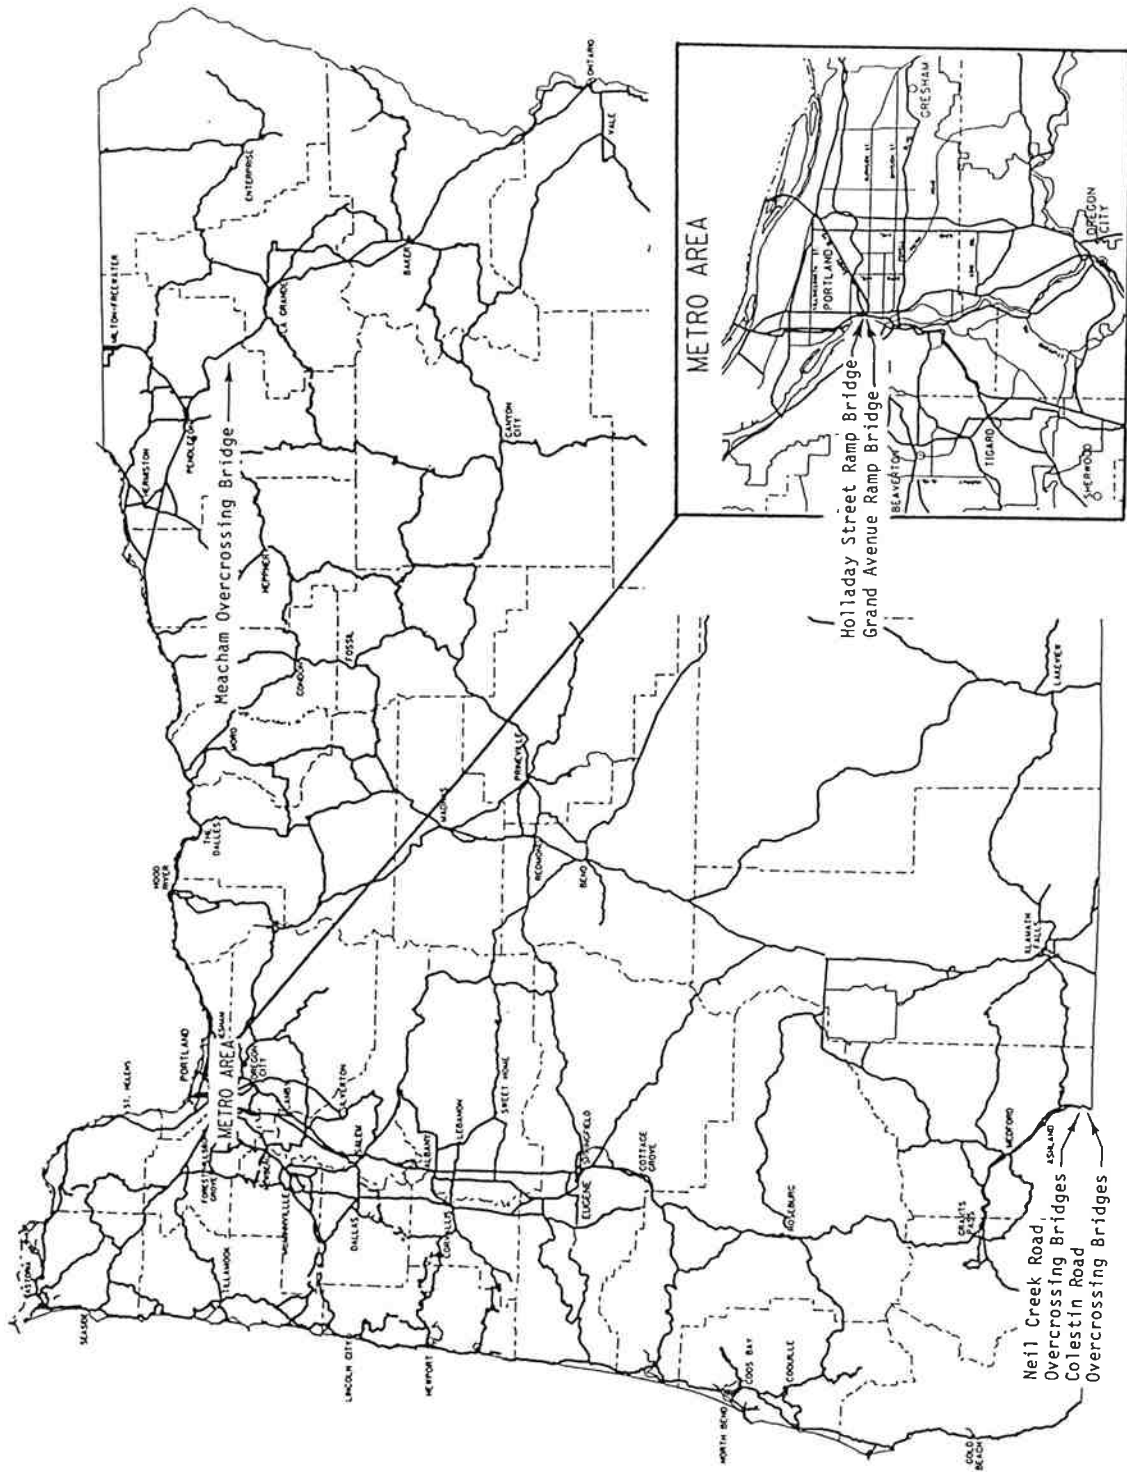 ASTORIA
SEASIDE
ST. HELENS
PORTLAND
METRO AREA
OREGON
CITY
FOREST
GROVE
TILLAMOOK
MCMINNVILLE
SILVERTON
SALEM
DALLAS
LINCOLN CITY
ALBANY
LEBANON
CORVALLIS
NEWPORT
SWEET HOME
SPRINGFIELD
EUGENE
COTTAGE
GROVE
ROSEBURG
COOS BAY
NORTH BEND
COQUILLE
GOLD
BEACH
GRANTS
PASS
MEDFORD
ASHLAND
Neil Creek Road
Overcrossing Bridges
Colestin Road
Overcrossing Bridges
KLAMATH
FALLS
LAKEVIEW
HOOD
RIVER
THE
DALLES
MORO
CONDON
FOSSIL
MADRAS
PRINEVILLE
REDMOND
BEND
HEPPNER
HERMISTON
PENDLETON
MILTON-FREEWATER
Meacham Overcrossing Bridge
LA GRANDE
ENTERPRISE
BAKER
CANYON
CITY
ONTARIO
VALE
METRO AREA
PORTLAND
GRESHAM
Holladay Street Ramp Bridge
Grand Avenue Ramp Bridge
BEAVERTON
TIGARD
SHERWOOD
OREGON
CITY